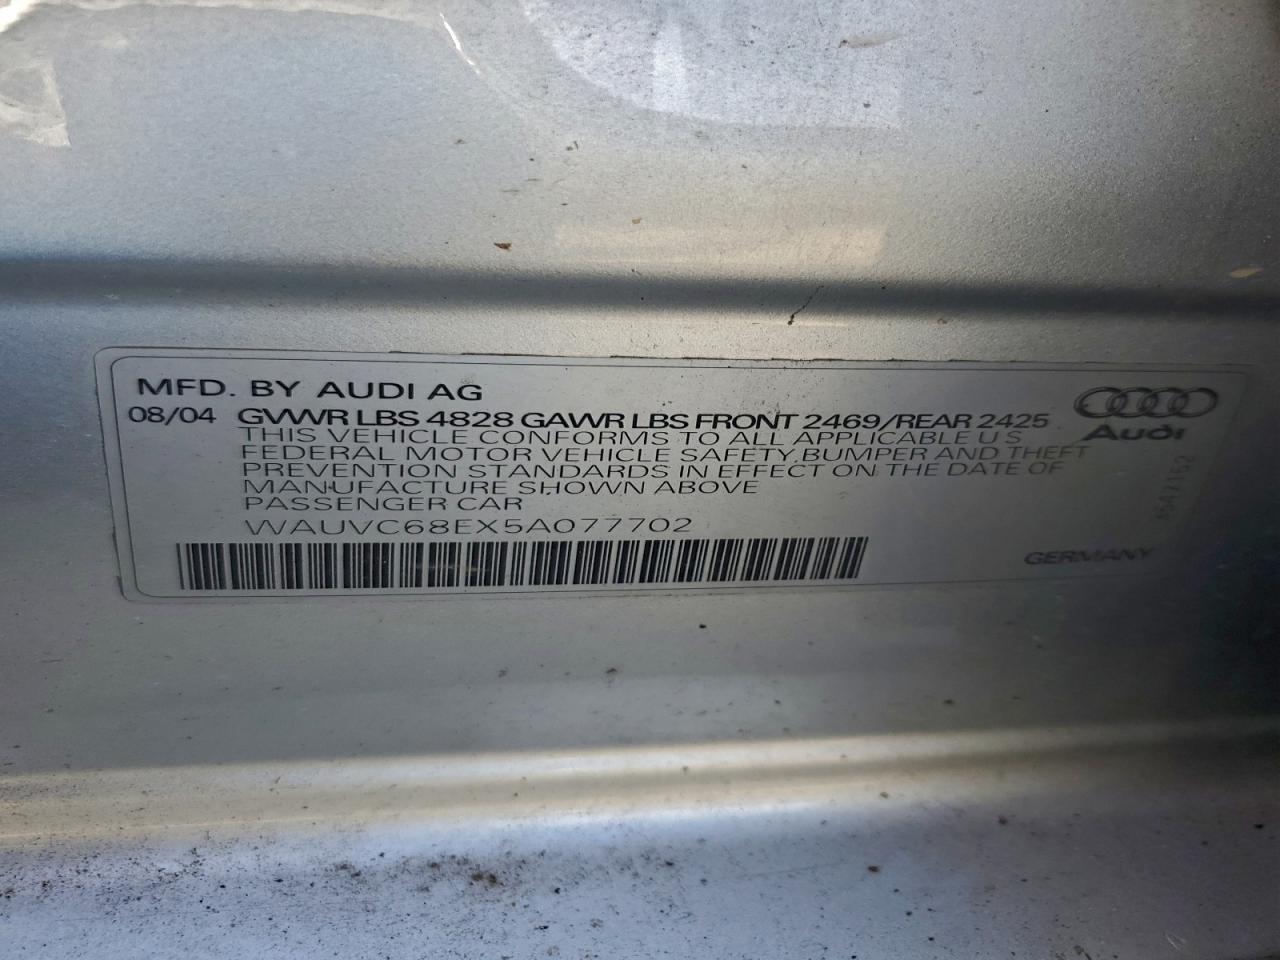 MFD. BY AUDI AG
08/04 GVWR LBS 4828 GAWR LBS FRONT 2469/REAR 2425
THIS VEHICLE CONFORMS TO ALL APPLICABLE U S
FEDERAL MOTOR VEHICLE SAFETY, BUMPER AND THEFT
PREVENTION STANDARDS IN EFFECT ON THE DATE OF
MANUFACTURE SHOWN ABOVE
PASSENGER CAR
WAUVC68EX5A077702
Audi
GERMANY